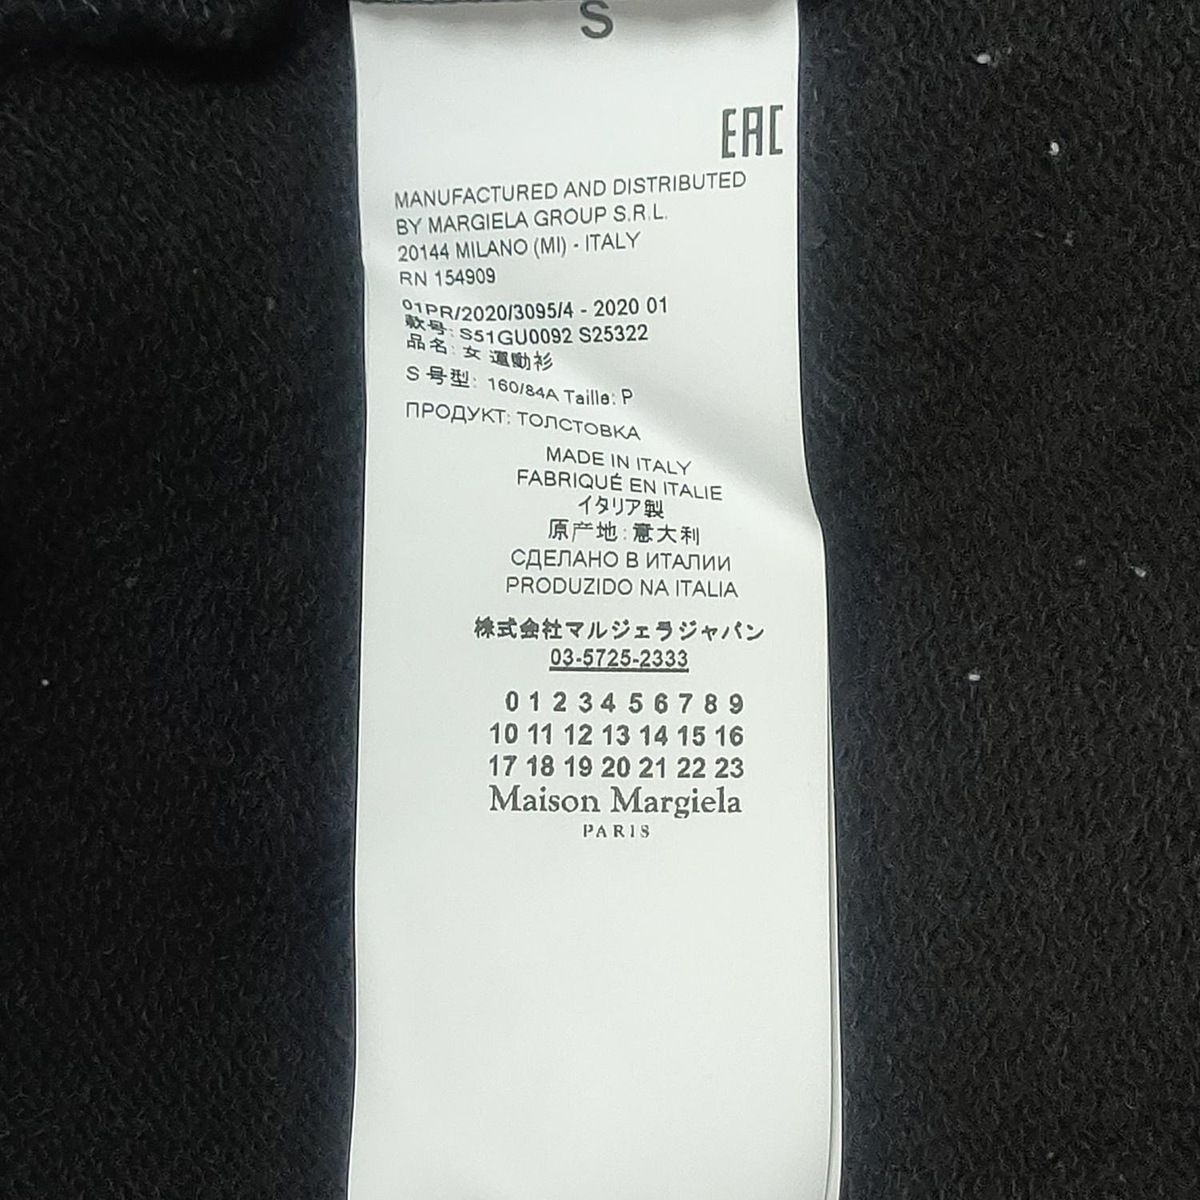 S
EAC
MANUFACTURED AND DISTRIBUTED
BY MARGIELA GROUP S.R.L.
20144 MILANO (MI) - ITALY
RN 154909
01PR/2020/3095/4 - 2020 01
款号: S51GU0092 S25322
品名: 女 運動衫
S 号型: 160/84A Taille: P
ПРОДУКТ: ТОЛСТОВКА
MADE IN ITALY
FABRIQUÉ EN ITALIE
イタリア製
原产地:意大利
СДЕЛАНО В ИТАЛИИ
PRODUZIDO NA ITALIA
株式会社マルジェラジャパン
03-5725-2333
0 1 2 3 4 5 6 7 8 9
10 11 12 13 14 15 16
17 18 19 20 21 22 23
Maison Margiela
PARIS